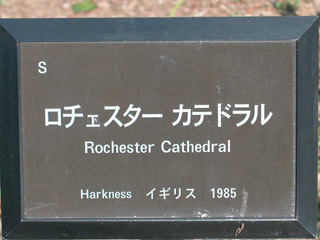 S
ロチェスター カテドラル
Rochester Cathedral
Harkness イギリス 1985